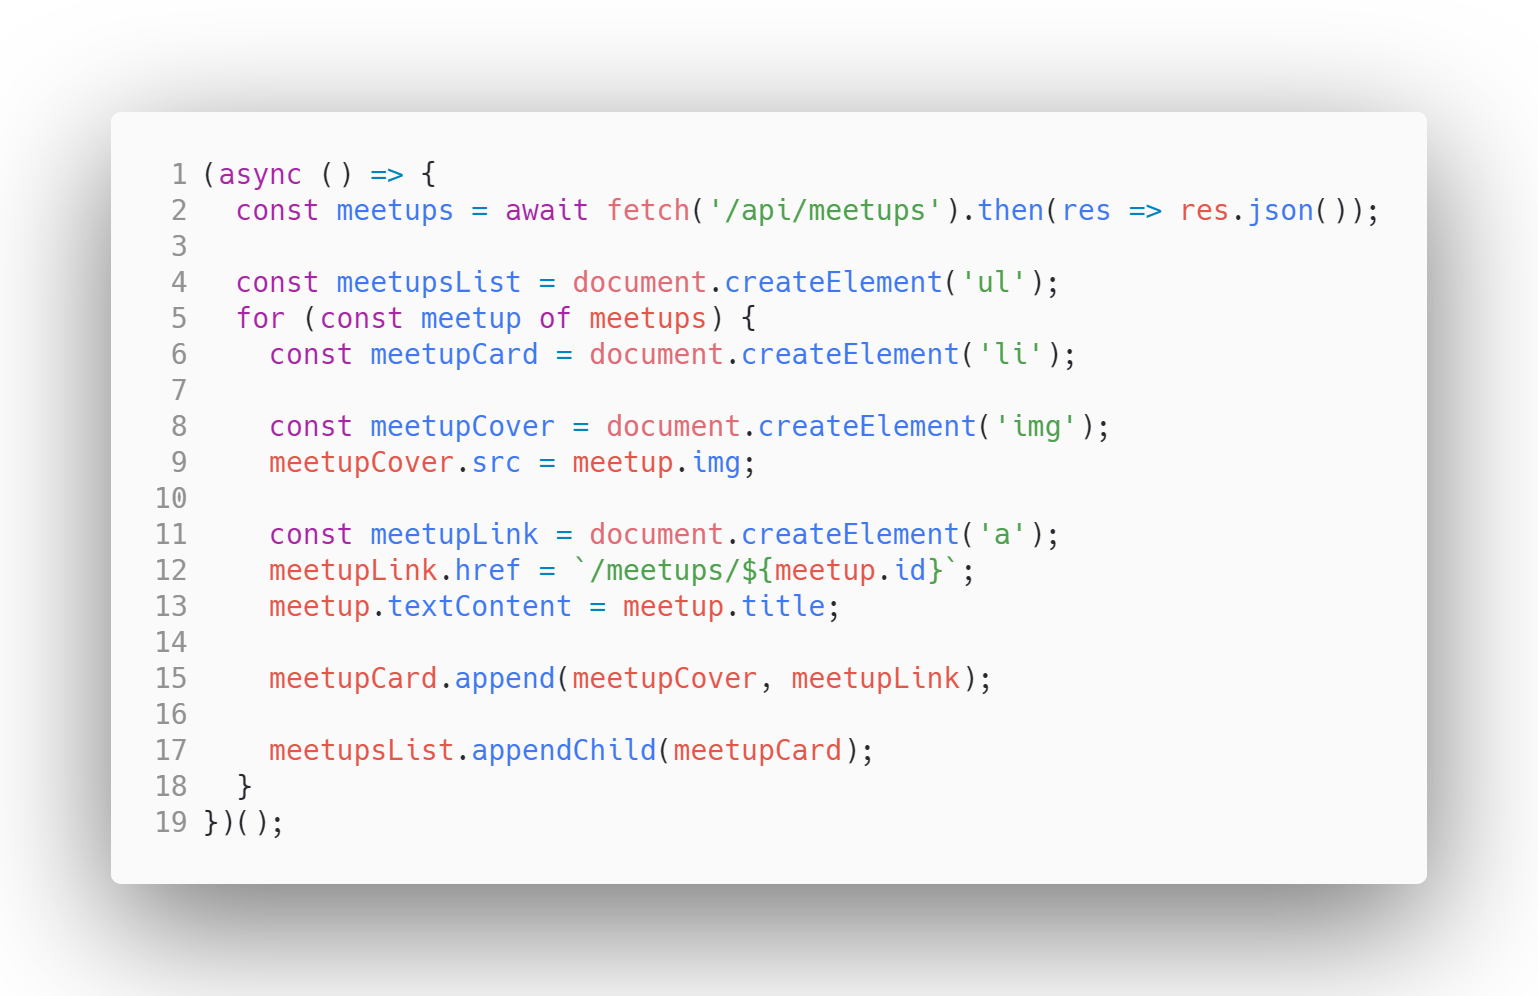 1 (async () => {
2   const meetups = await fetch('/api/meetups').then(res => res.json());
3
4   const meetupsList = document.createElement('ul');
5   for (const meetup of meetups) {
6     const meetupCard = document.createElement('li');
7
8     const meetupCover = document.createElement('img');
9     meetupCover.src = meetup.img;
10
11     const meetupLink = document.createElement('a');
12     meetupLink.href = `/meetups/${meetup.id}`;
13     meetup.textContent = meetup.title;
14
15     meetupCard.append(meetupCover, meetupLink);
16
17     meetupsList.appendChild(meetupCard);
18   }
19 })();